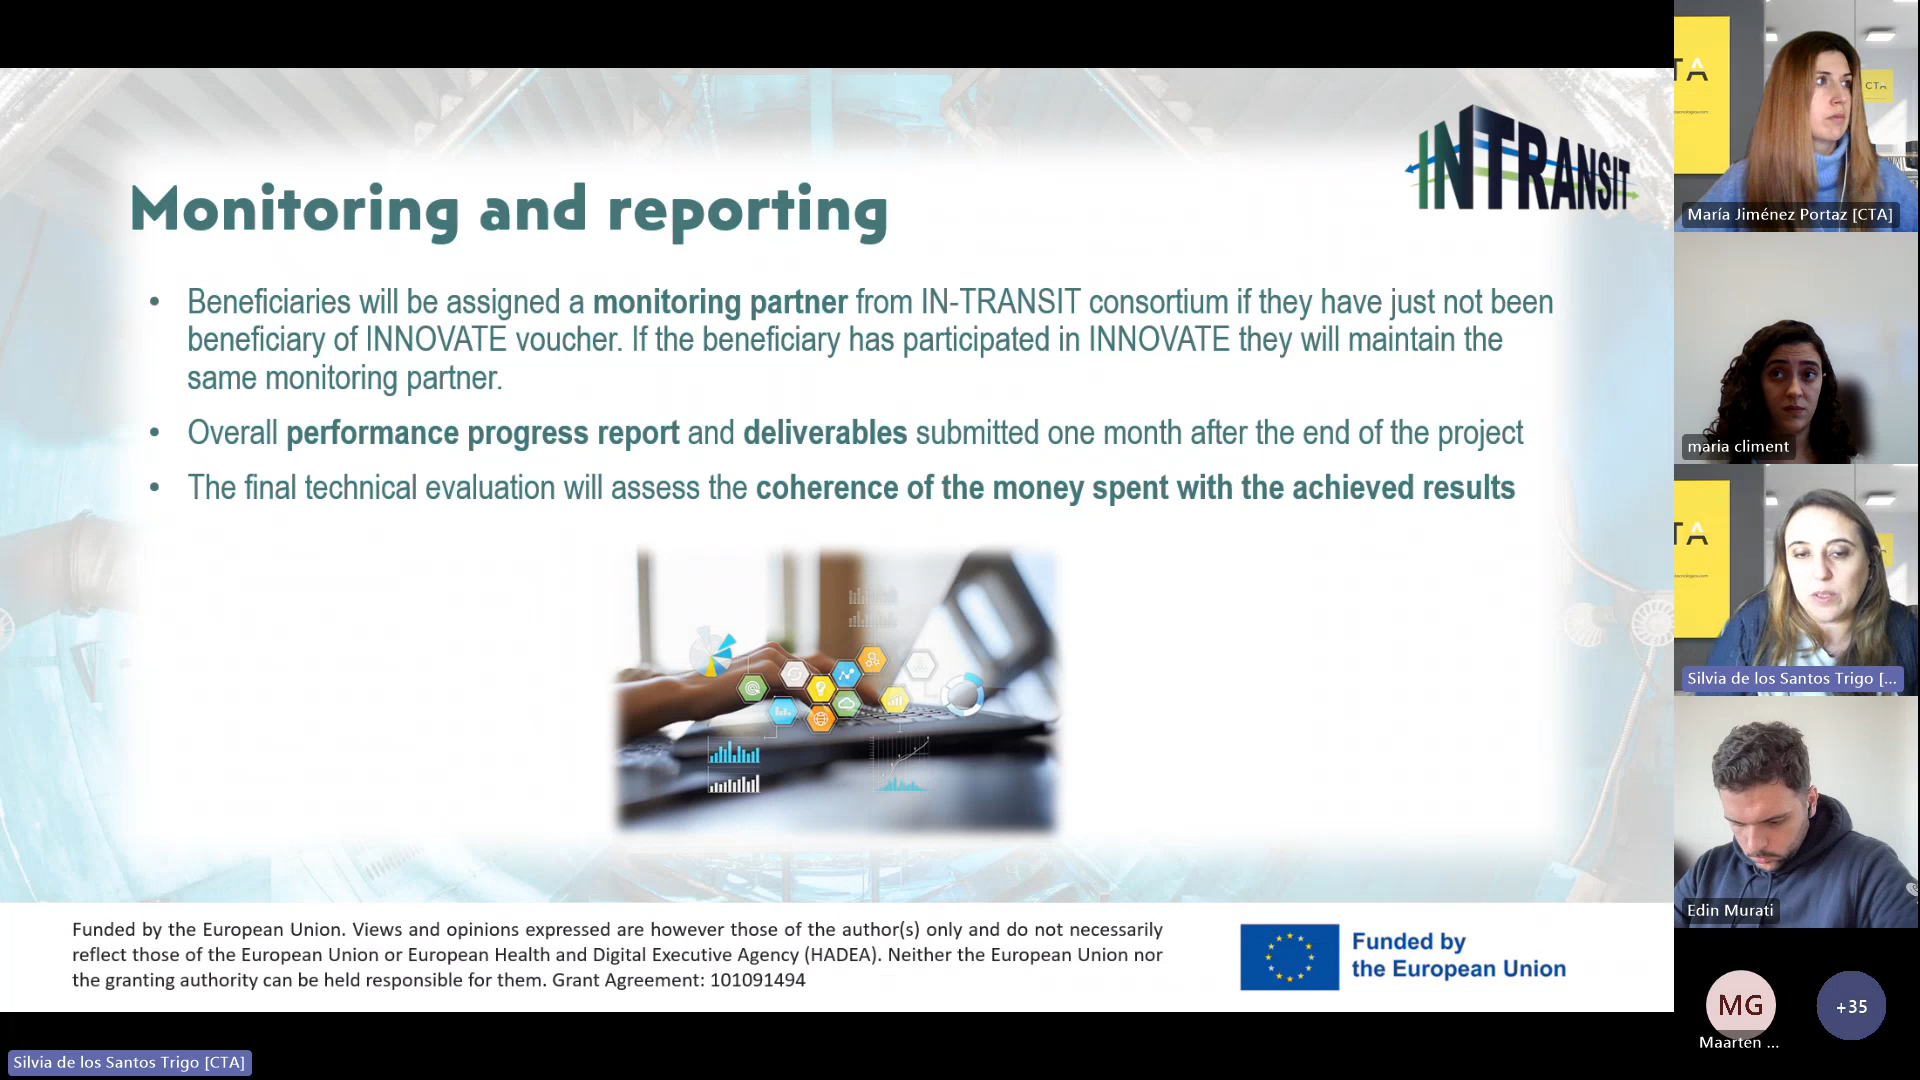 INTRANSIT
Monitoring and reporting
• Beneficiaries will be assigned a monitoring partner from IN-TRANSIT consortium if they have just not been
beneficiary of INNOVATE voucher. If the beneficiary has participated in INNOVATE they will maintain the
same monitoring partner.
• Overall performance progress report and deliverables submitted one month after the end of the project
• The final technical evaluation will assess the coherence of the money spent with the achieved results
Funded by the European Union. Views and opinions expressed are however those of the author(s) only and do not necessarily
reflect those of the European Union or European Health and Digital Executive Agency (HADEA). Neither the European Union nor
the granting authority can be held responsible for them. Grant Agreement: 101091494
Funded by
the European Union
Silvia de los Santos Trigo [CTA]
TA
CTA
María Jiménez Portaz [CTA]
maria climent
TA
Silvia de los Santos Trigo [...
Edin Murati
MG
Maarten ...
+35